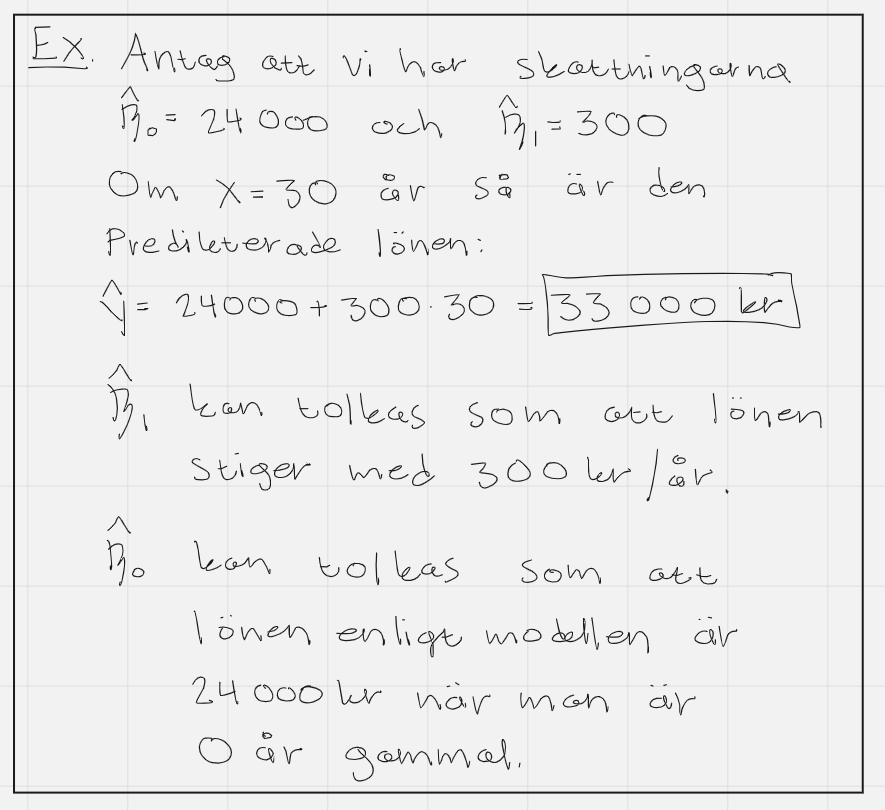 Ex. Antag att vi har skattningarna
β̂₀ = 24 000 och β̂₁ = 300
Om x = 30 år så är den
Predikterade lönen:
ŷ = 24000 + 300 · 30 = 33 000 kr
β̂₁ kan tolkas som att lönen
stiger med 300 kr/år.
β̂₀ kan tolkas som att
lönen enligt modellen är
24 000 kr när man är
0 år gammal.